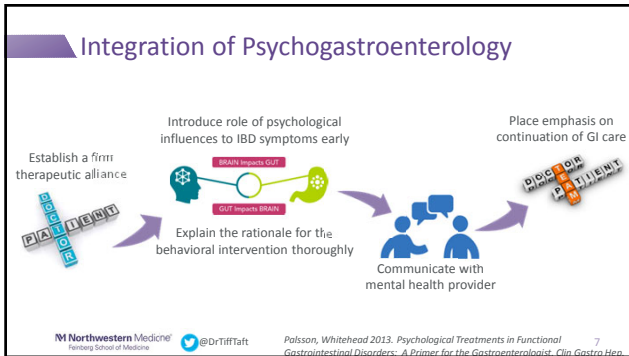 Integration of Psychogastroenterology
Establish a firm
therapeutic alliance
DOCTOR
PATIENT
Introduce role of psychological
influences to IBD symptoms early
BRAIN Impacts GUT
GUT Impacts BRAIN
Explain the rationale for the
behavioral intervention thoroughly
Communicate with
mental health provider
Place emphasis on
continuation of GI care
DOCTOR
TEAM
PATIENT
M Northwestern Medicine®
Feinberg School of Medicine
@DrTiffTaft
Palsson, Whitehead 2013. Psychological Treatments in Functional
Gastrointestinal Disorders: A Primer for the Gastroenterologist. Clin Gastro Hep
7